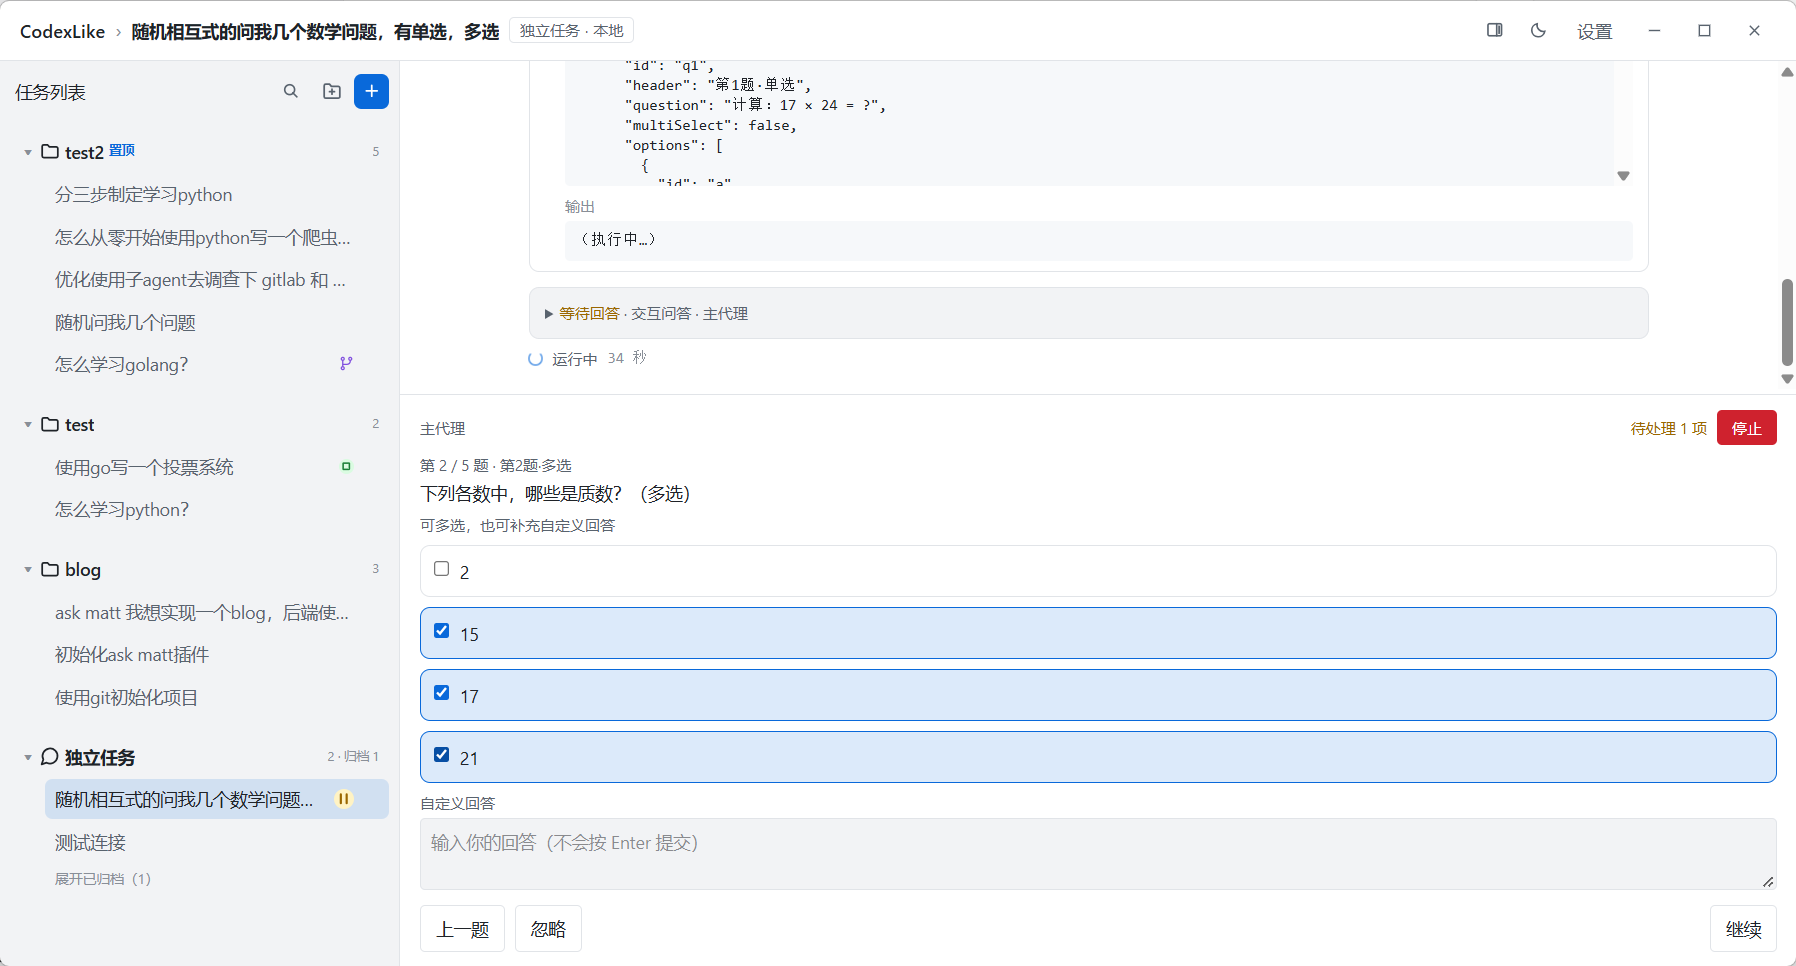 CodexLike › 随机相互式的问我几个数学问题，有单选，多选 独立任务 · 本地
设置
任务列表
test2 置顶 5
分三步制定学习python
怎么从零开始使用python写一个爬虫...
优化使用子agent去调查下 gitlab 和 ...
随机问我几个问题
怎么学习golang?
test 2
使用go写一个投票系统
怎么学习python?
blog 3
ask matt 我想实现一个blog，后端使...
初始化ask matt插件
使用git初始化项目
独立任务 2 · 归档 1
随机相互式的问我几个数学问题...
测试连接
展开已归档（1）
"id": "q1",
"header": "第1题·单选",
"question": "计算：17 × 24 = ?",
"multiSelect": false,
"options": [
{
"id": "a"
输出
（执行中…）
等待回答 · 交互问答 · 主代理
运行中 34 秒
主代理
待处理 1 项 停止
第 2 / 5 题 · 第2题·多选
下列各数中，哪些是质数？（多选）
可多选，也可补充自定义回答
2
15
17
21
自定义回答
输入你的回答（不会按 Enter 提交）
上一题 忽略 继续